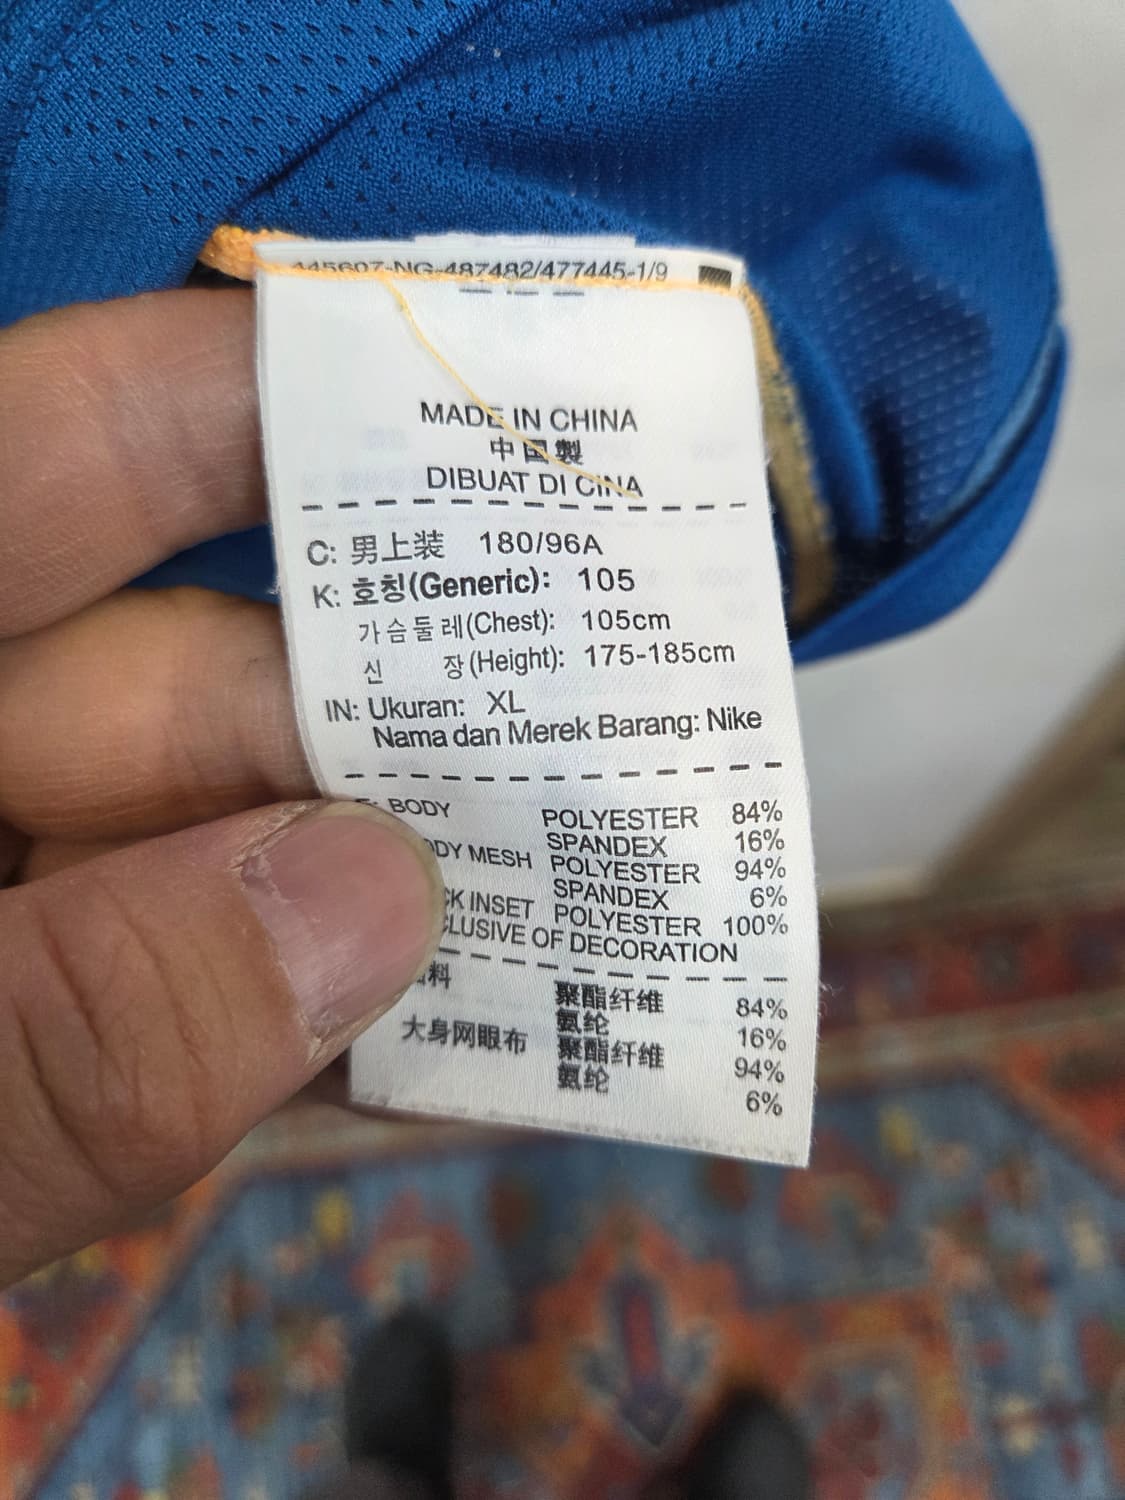 445607-NG-487482/477445-1/9
MADE IN CHINA
中国製
DIBUAT DI CINA
C: 男上装 180/96A
K: 호칭(Generic): 105
가슴둘레(Chest): 105cm
신 장(Height): 175-185cm
IN: Ukuran: XL
Nama dan Merek Barang: Nike
BODY POLYESTER 84%
SPANDEX 16%
MESH POLYESTER 94%
SPANDEX 6%
INSET POLYESTER 100%
OF DECORATION
聚酯纤维 84%
氨纶 16%
大身网眼布 聚酯纤维 94%
氨纶 6%